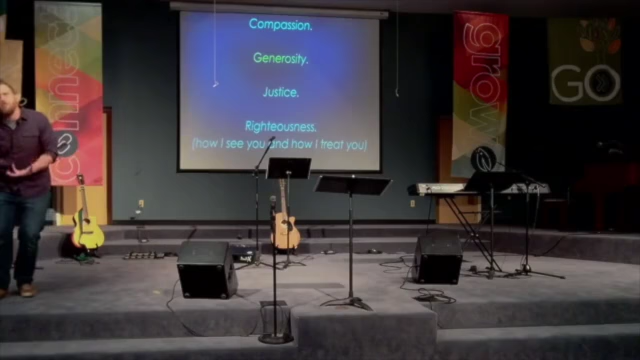 Compassion.
Generosity.
Justice.
Righteousness.
(how I see you and how I treat you)
grow
GO